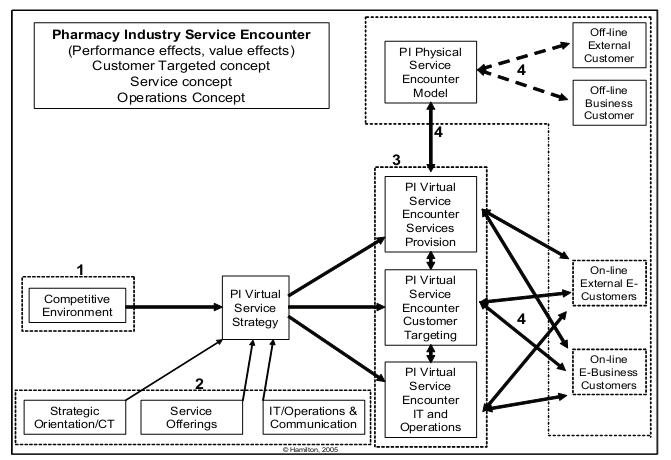 Pharmacy Industry Service Encounter
(Performance effects, value effects)
Customer Targeted concept
Service concept
Operations Concept
PI Physical
Service
Encounter
Model
Off-line
External
Customer
4
Off-line
Business
Customer
4
3
PI Virtual
Service
Encounter
Services
Provision
1
Competitive
Environment
PI Virtual
Service
Strategy
PI Virtual
Service
Encounter
Customer
Targeting
On-line
External E-
Customers
4
On-line
E-Business
Customers
PI Virtual
Service
Encounter
IT and
Operations
2
Strategic
Orientation/CT
Service
Offerings
IT/Operations &
Communication
© Hamilton, 2005